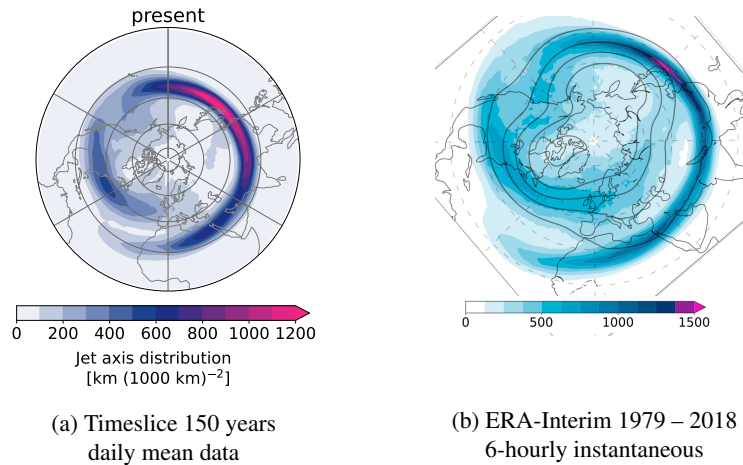 present
0 200 400 600 800 1000 1200
Jet axis distribution
[km (1000 km)⁻²]
(a) Timeslice 150 years
daily mean data
0 500 1000 1500
(b) ERA-Interim 1979 – 2018
6-hourly instantaneous